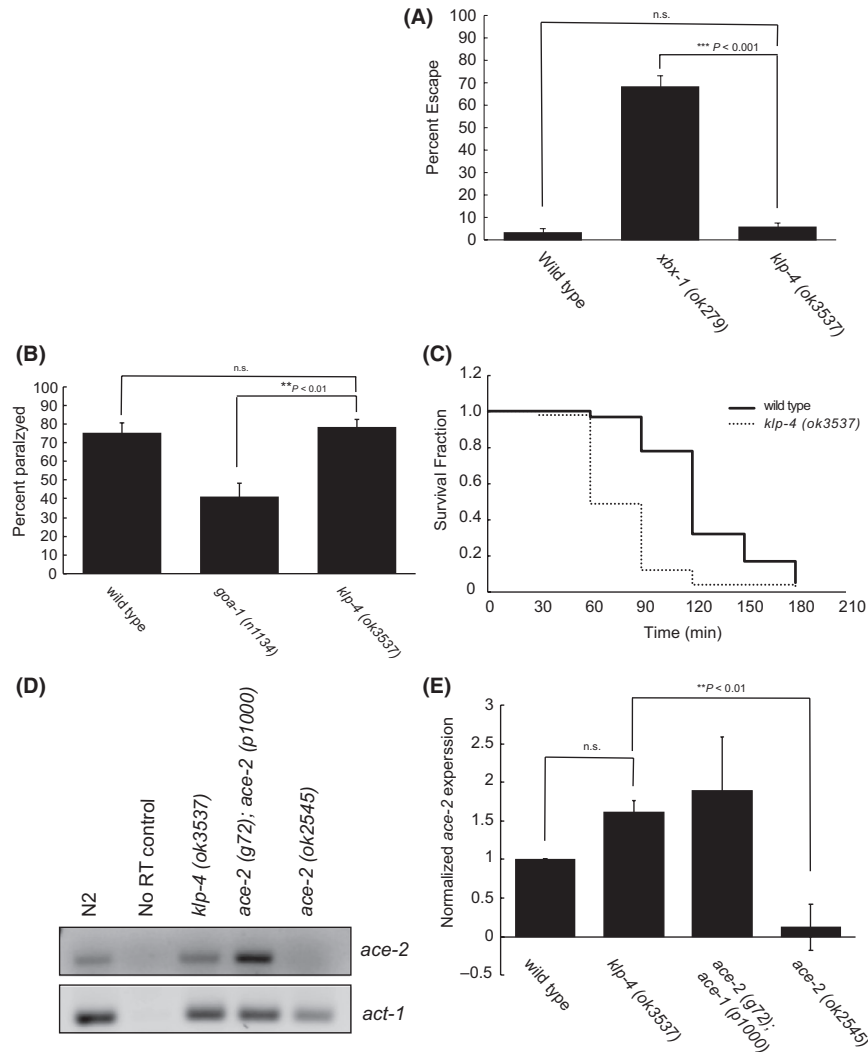 (A)
n.s.
*** P < 0.001
Percent Escape
100
90
80
70
60
50
40
30
20
10
0
Wild type
xbx-1 (ok279)
klp-4 (ok3537)
(B)
n.s.
**P < 0.01
Percent paralzyed
100
90
80
70
60
50
40
30
20
10
0
wild type
goa-1 (n1134)
klp-4 (ok3537)
(C)
Survival Fraction
1.2
1.0
0.8
0.6
0.4
0.2
0
wild type
klp-4 (ok3537)
0 30 60 90 120 150 180 210
Time (min)
(D)
N2
No RT control
klp-4 (ok3537)
ace-2 (g72); ace-2 (p1000)
ace-2 (ok2545)
ace-2
act-1
(E)
**P < 0.01
n.s.
Normalized ace-2 experssion
3
2.5
2
1.5
1
0.5
0
–0.5
wild type
klp-4 (ok3537)
ace-2 (g72);
ace-1 (p1000)
ace-2 (ok2545)